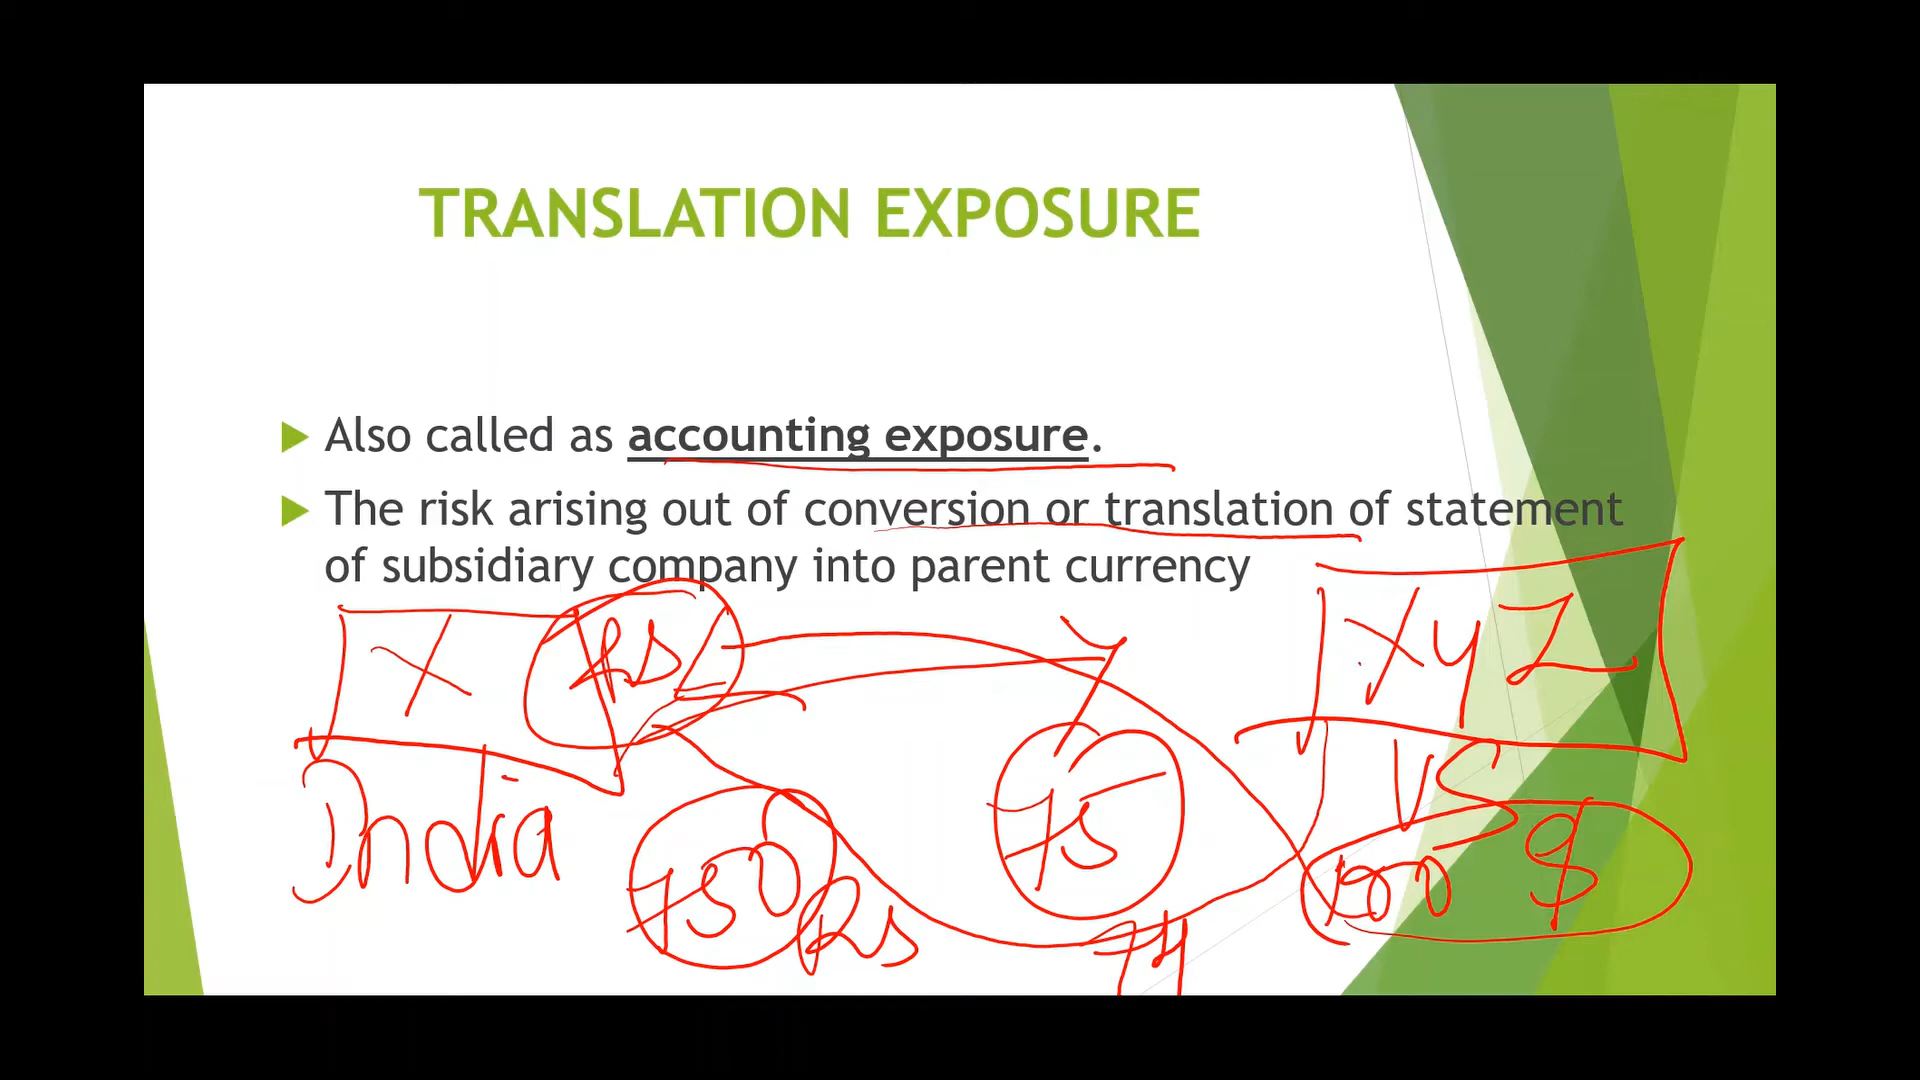 TRANSLATION EXPOSURE
Also called as accounting exposure.
The risk arising out of conversion or translation of statement
of subsidiary company into parent currency
X Rs
XYZ
India
US
75
750 Rs
100 $
74